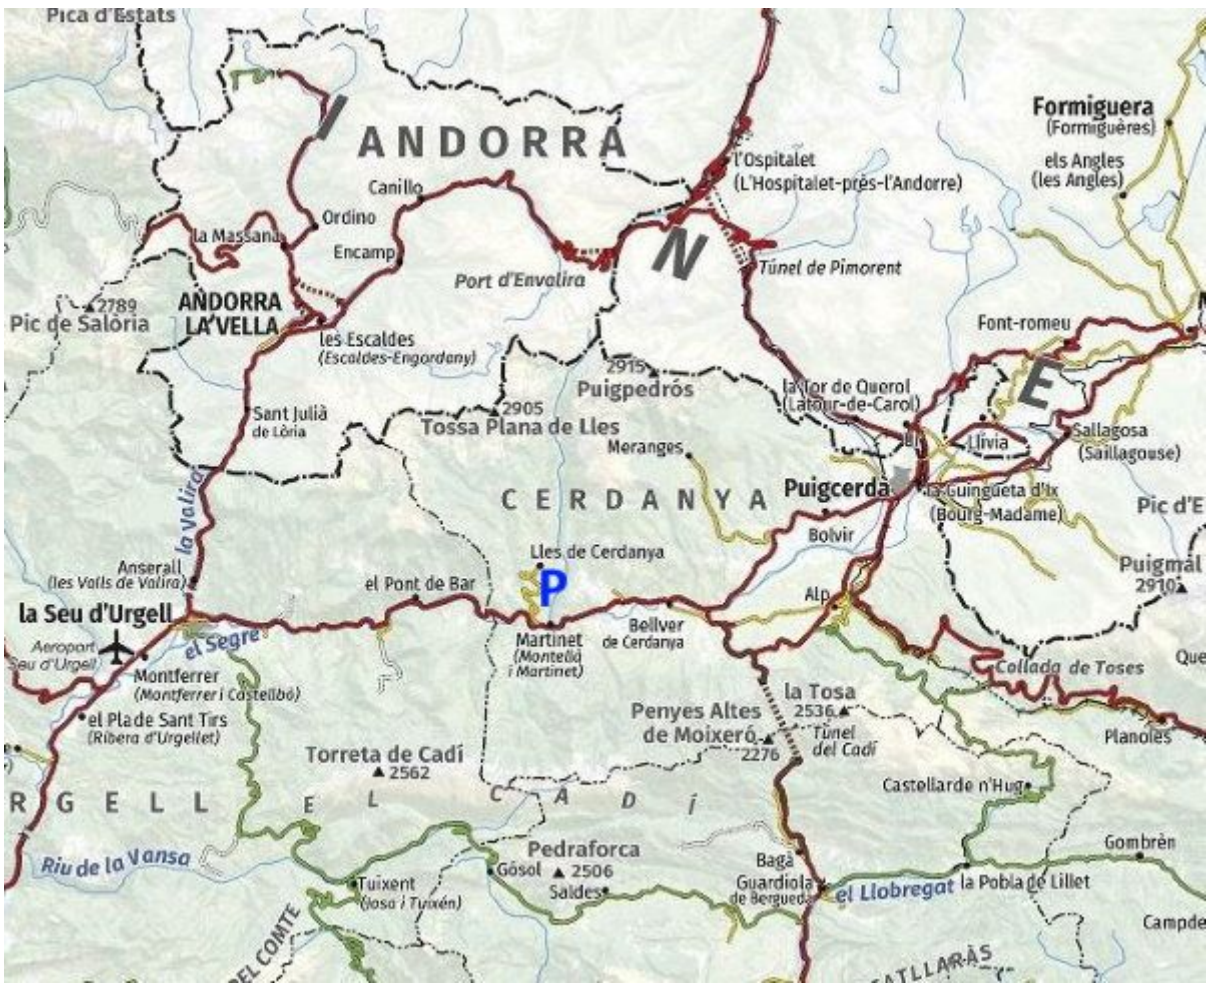 Pica d'Estats
ANDORRA
Formiguera
(Formiguères)
els Angles
(les Angles)
l'Ospitalet
(L'Hospitalet-près-l'Andorre)
Canillo
Ordino
la Massana
Encamp
I
N
E
Port d'Envalira
Túnel de Pimorent
2789
Pic de Salòria
ANDORRA
LA VELLA
les Escaldes
(Escaldes-Engordany)
Font-romeu
2915
Puigpedrós
la Tor de Querol
(Latour-de-Carol)
2905
Tossa Plana de Lles
Sant Julià
de Lòria
Meranges
Llívia
Sallagosa
(Saillagouse)
CERDANYA
Puigcerdà
la Guingueta d'Ix
(Bourg-Madame)
Bolvir
Pic d'E
la Valira
Anserall
(les Valls de Valira)
el Pont de Bar
Lles de Cerdanya
P
Puigmal
2910
la Seu d'Urgell
el Segre
Aeroport
Seu d'Urgell
Martinet
(Montellà
i Martinet)
Bellver
de Cerdanya
Alp
Montferrer
(Montferrer i Castellbó)
el Pla de Sant Tirs
(Ribera d'Urgellet)
Collada de Toses
Que
la Tosa
2536
Penyes Altes
de Moixeró
2276
Túnel
del Cadí
Planoles
Torreta de Cadí
2562
Castellar de n'Hug
RGELL
EL CADÍ
Riu de la Vansa
Pedraforca
2506
Bagà
Gombrèn
Tuixent
(Josa i Tuixén)
Gósol
Saldes
Guardiola
de Berguedà
el Llobregat
la Pobla de Lillet
Campde
DEL COMTE
CATLLARÀS